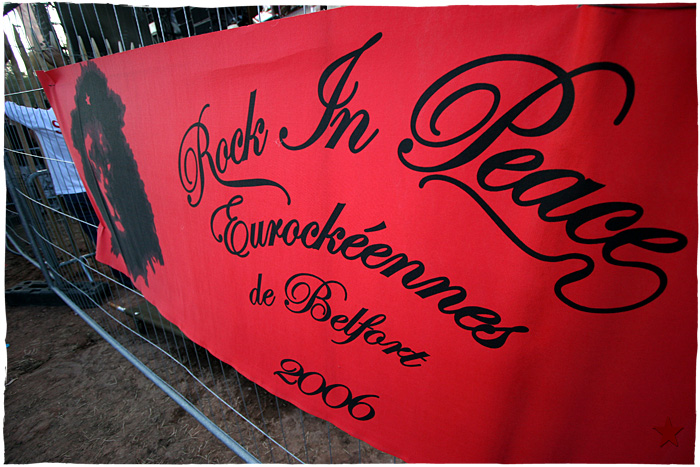 Rock In Peace
Eurockéennes
de Belfort
2006